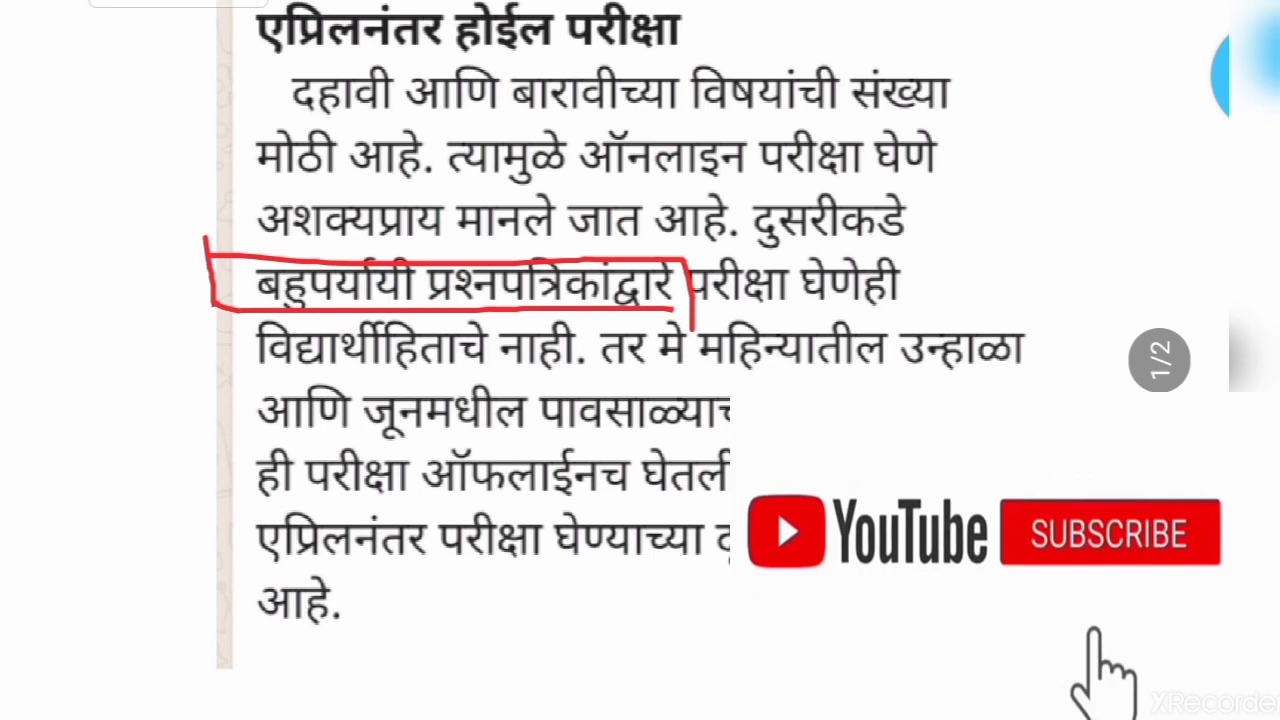 एप्रिलनंतर होईल परीक्षा
दहावी आणि बारावीच्या विषयांची संख्या
मोठी आहे. त्यामुळे ऑनलाइन परीक्षा घेणे
अशक्यप्राय मानले जात आहे. दुसरीकडे
बहुपर्यायी प्रश्नपत्रिकांद्वारे परीक्षा घेणेही
विद्यार्थीहिताचे नाही. तर मे महिन्यातील उन्हाळा
1/2
आणि जूनमधील
ही परीक्षा ऑफलाईनच
एप्रिलनंतर परीक्षा घेण्याच्या
YouTube SUBSCRIBE
आहे.
XRecorder